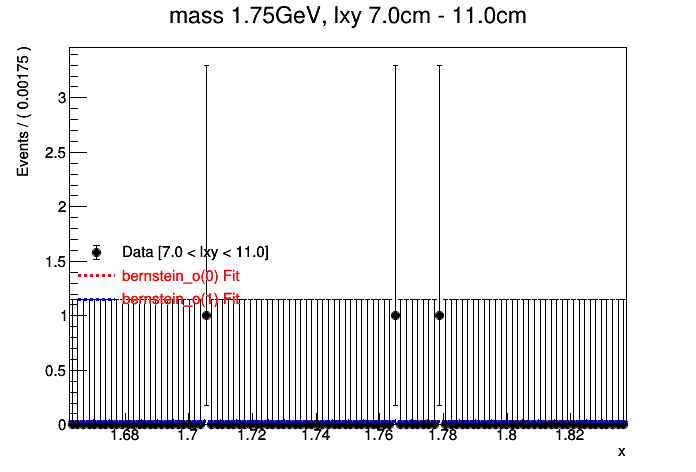 mass 1.75GeV, lxy 7.0cm - 11.0cm
Events / ( 0.00175 )
3
2.5
2
1.5
1
0.5
0
Data [7.0 < lxy < 11.0]
bernstein_o(0) Fit
bernstein_o(1) Fit
1.68 1.7 1.72 1.74 1.76 1.78 1.8 1.82
x